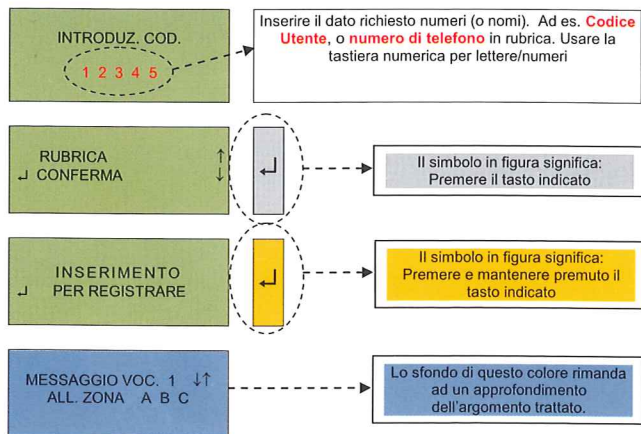 INTRODUZ. COD.
1 2 3 4 5
Inserire il dato richiesto numeri (o nomi). Ad es. Codice
Utente, o numero di telefono in rubrica. Usare la
tastiera numerica per lettere/numeri
RUBRICA ↑
↵ CONFERMA ↓
↵
Il simbolo in figura significa:
Premere il tasto indicato
INSERIMENTO
↵ PER REGISTRARE
↵
Il simbolo in figura significa:
Premere e mantenere premuto il
tasto indicato
MESSAGGIO VOC. 1 ↓↑
ALL. ZONA A B C
Lo sfondo di questo colore rimanda
ad un approfondimento
dell'argomento trattato.